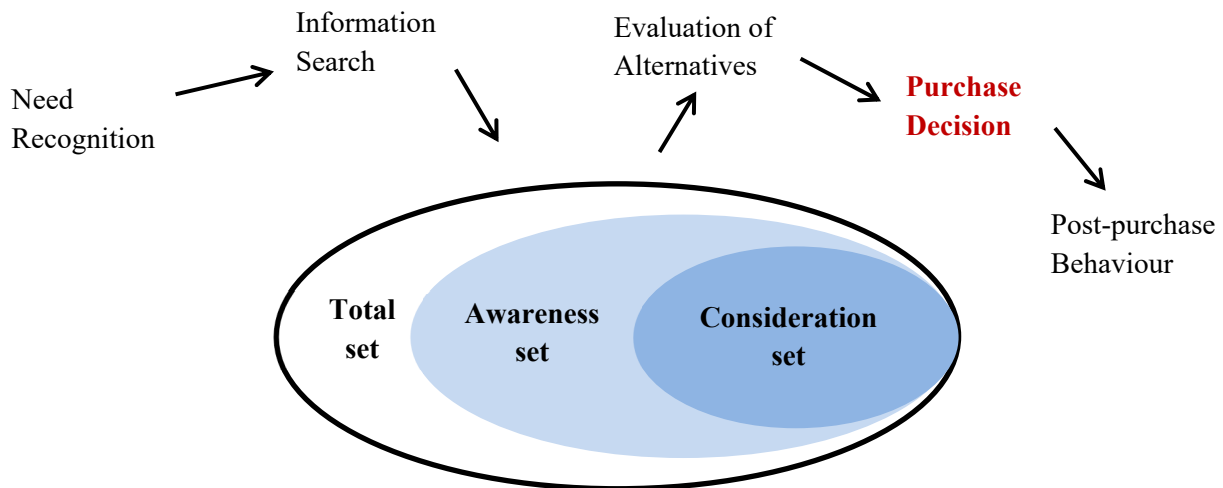 Need
Recognition
Information
Search
Evaluation of
Alternatives
Purchase
Decision
Post-purchase
Behaviour
Total
set
Awareness
set
Consideration
set